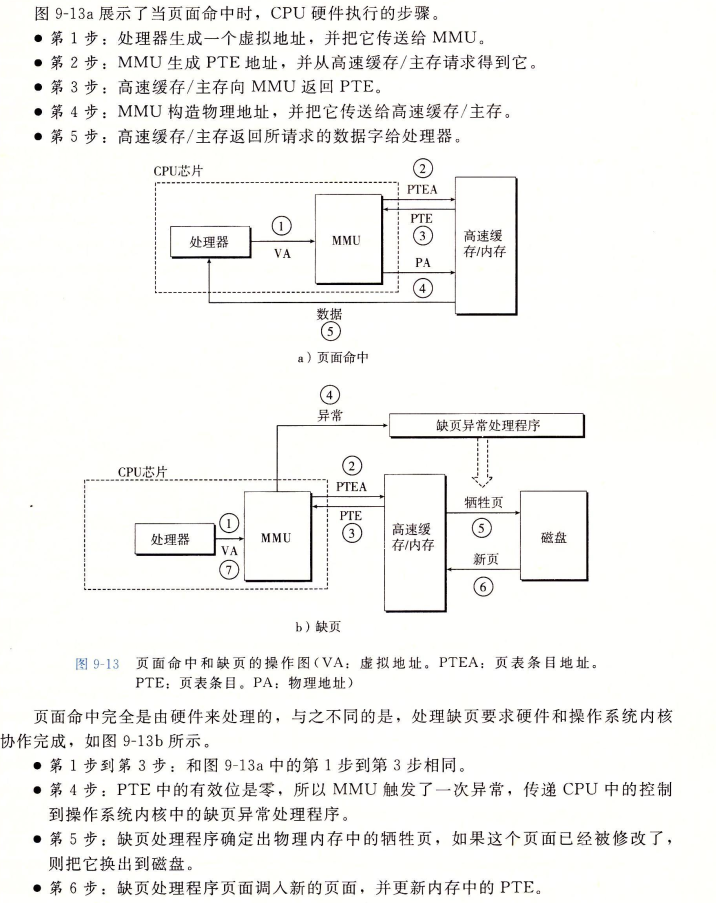 图 9-13a 展示了当页面命中时，CPU 硬件执行的步骤。
● 第 1 步：处理器生成一个虚拟地址，并把它传送给 MMU。
● 第 2 步：MMU 生成 PTE 地址，并从高速缓存/主存请求得到它。
● 第 3 步：高速缓存/主存向 MMU 返回 PTE。
● 第 4 步：MMU 构造物理地址，并把它传送给高速缓存/主存。
● 第 5 步：高速缓存/主存返回所请求的数据字给处理器。
CPU芯片
②
PTEA
处理器
①
VA
MMU
PTE
③
PA
④
高速缓
存/内存
数据
⑤
a）页面命中
④
异常
缺页异常处理程序
CPU芯片
②
PTEA
处理器
①
VA
⑦
MMU
PTE
③
高速缓
存/内存
牺牲页
⑤
新页
⑥
磁盘
b）缺页
图 9-13 页面命中和缺页的操作图(VA：虚拟地址。PTEA：页表条目地址。
PTE：页表条目。PA：物理地址)
页面命中完全是由硬件来处理的，与之不同的是，处理缺页要求硬件和操作系统内核
协作完成，如图 9-13b 所示。
● 第 1 步到第 3 步：和图 9-13a 中的第 1 步到第 3 步相同。
● 第 4 步：PTE 中的有效位是零，所以 MMU 触发了一次异常，传递 CPU 中的控制
到操作系统内核中的缺页异常处理程序。
● 第 5 步：缺页处理程序确定出物理内存中的牺牲页，如果这个页面已经被修改了，
则把它换出到磁盘。
● 第 6 步：缺页处理程序页面调入新的页面，并更新内存中的 PTE。